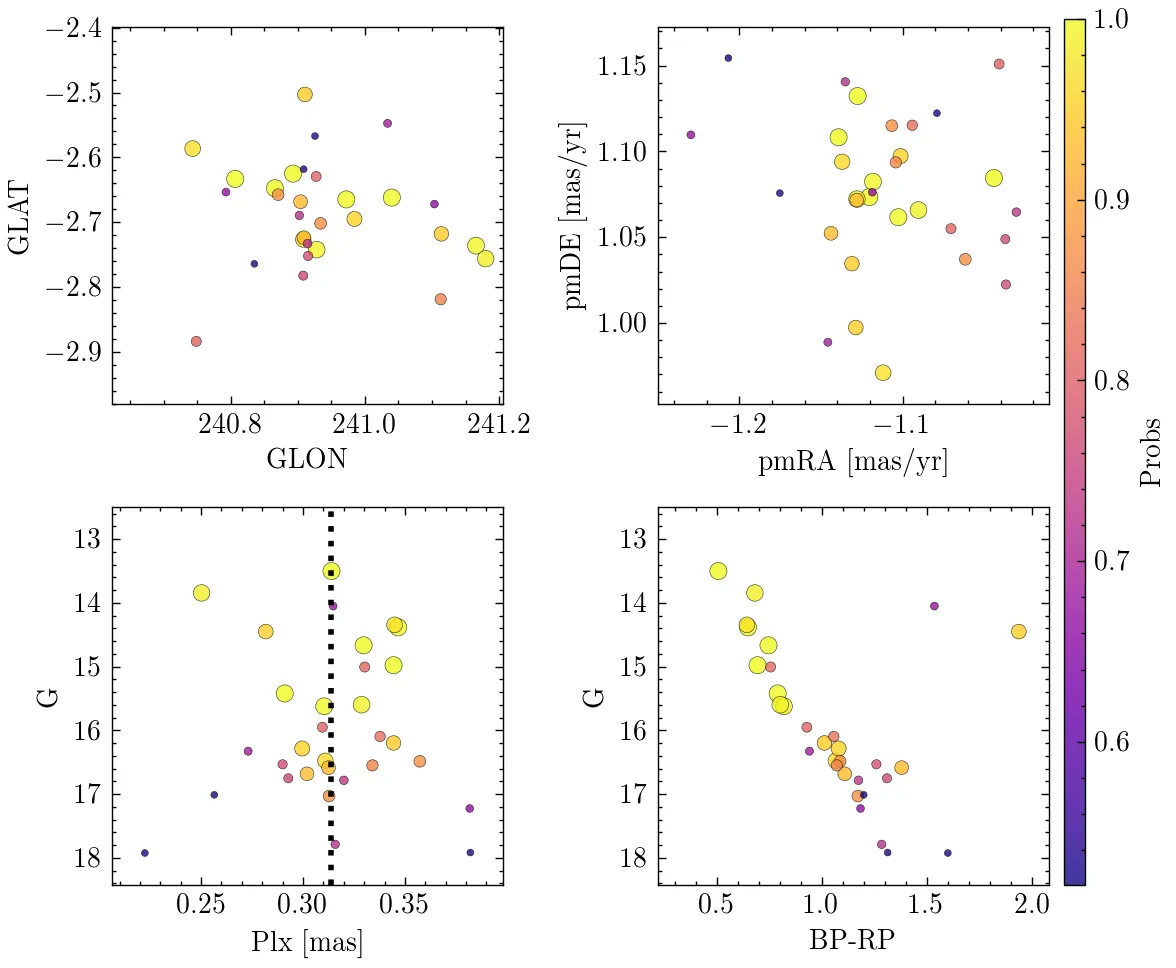 −2.4
−2.5
−2.6
−2.7
−2.8
−2.9
GLAT
240.8 241.0 241.2
GLON
1.15
1.10
1.05
1.00
pmDE [mas/yr]
−1.2 −1.1
pmRA [mas/yr]
13
14
15
16
17
18
G
0.25 0.30 0.35
Plx [mas]
13
14
15
16
17
18
G
0.5 1.0 1.5 2.0
BP-RP
1.0
0.9
0.8
0.7
0.6
Probs